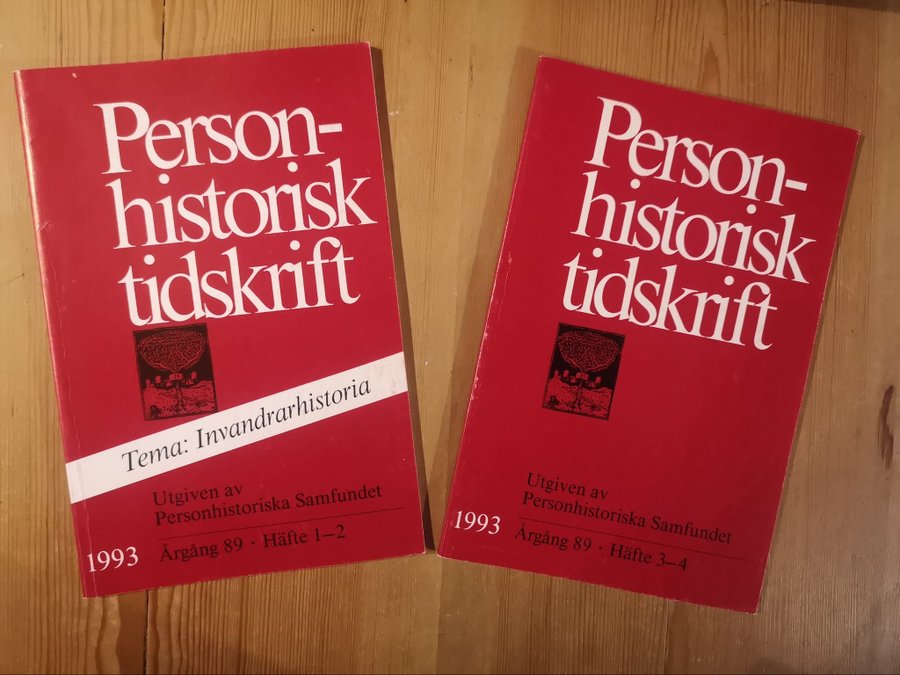 Person-
historisk
tidskrift
Tema: Invandrarhistoria
Utgiven av
Personhistoriska Samfundet
1993 Årgång 89 · Häfte 1–2
Person-
historisk
tidskrift
Utgiven av
Personhistoriska Samfundet
1993 Årgång 89 · Häfte 3–4